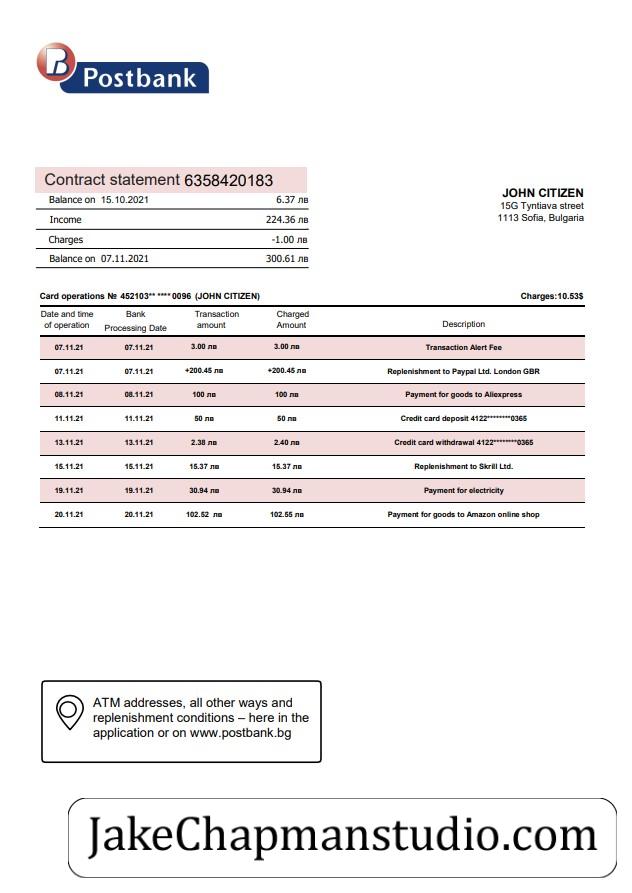 Postbank
Contract statement 6358420183
Balance on 15.10.2021 6.37 лв
Income 224.36 лв
Charges -1.00 лв
Balance on 07.11.2021 300.61 лв
JOHN CITIZEN
15G Tyntiava street
1113 Sofia, Bulgaria
Card operations № 452103** **** 0096 (JOHN CITIZEN) Charges:10.53$
Date and time of operation Bank Processing Date Transaction amount Charged Amount Description
07.11.21 07.11.21 3.00 лв 3.00 лв Transaction Alert Fee
07.11.21 07.11.21 +200.45 лв +200.45 лв Replenishment to Paypal Ltd. London GBR
08.11.21 08.11.21 100 лв 100 лв Payment for goods to Aliexpress
11.11.21 11.11.21 50 лв 50 лв Credit card deposit 4122********0365
13.11.21 13.11.21 2.38 лв 2.40 лв Credit card withdrawal 4122********0365
15.11.21 15.11.21 15.37 лв 15.37 лв Replenishment to Skrill Ltd.
19.11.21 19.11.21 30.94 лв 30.94 лв Payment for electricity
20.11.21 20.11.21 102.52 лв 102.55 лв Payment for goods to Amazon online shop
ATM addresses, all other ways and
replenishment conditions – here in the
application or on www.postbank.bg
JakeChapmanstudio.com